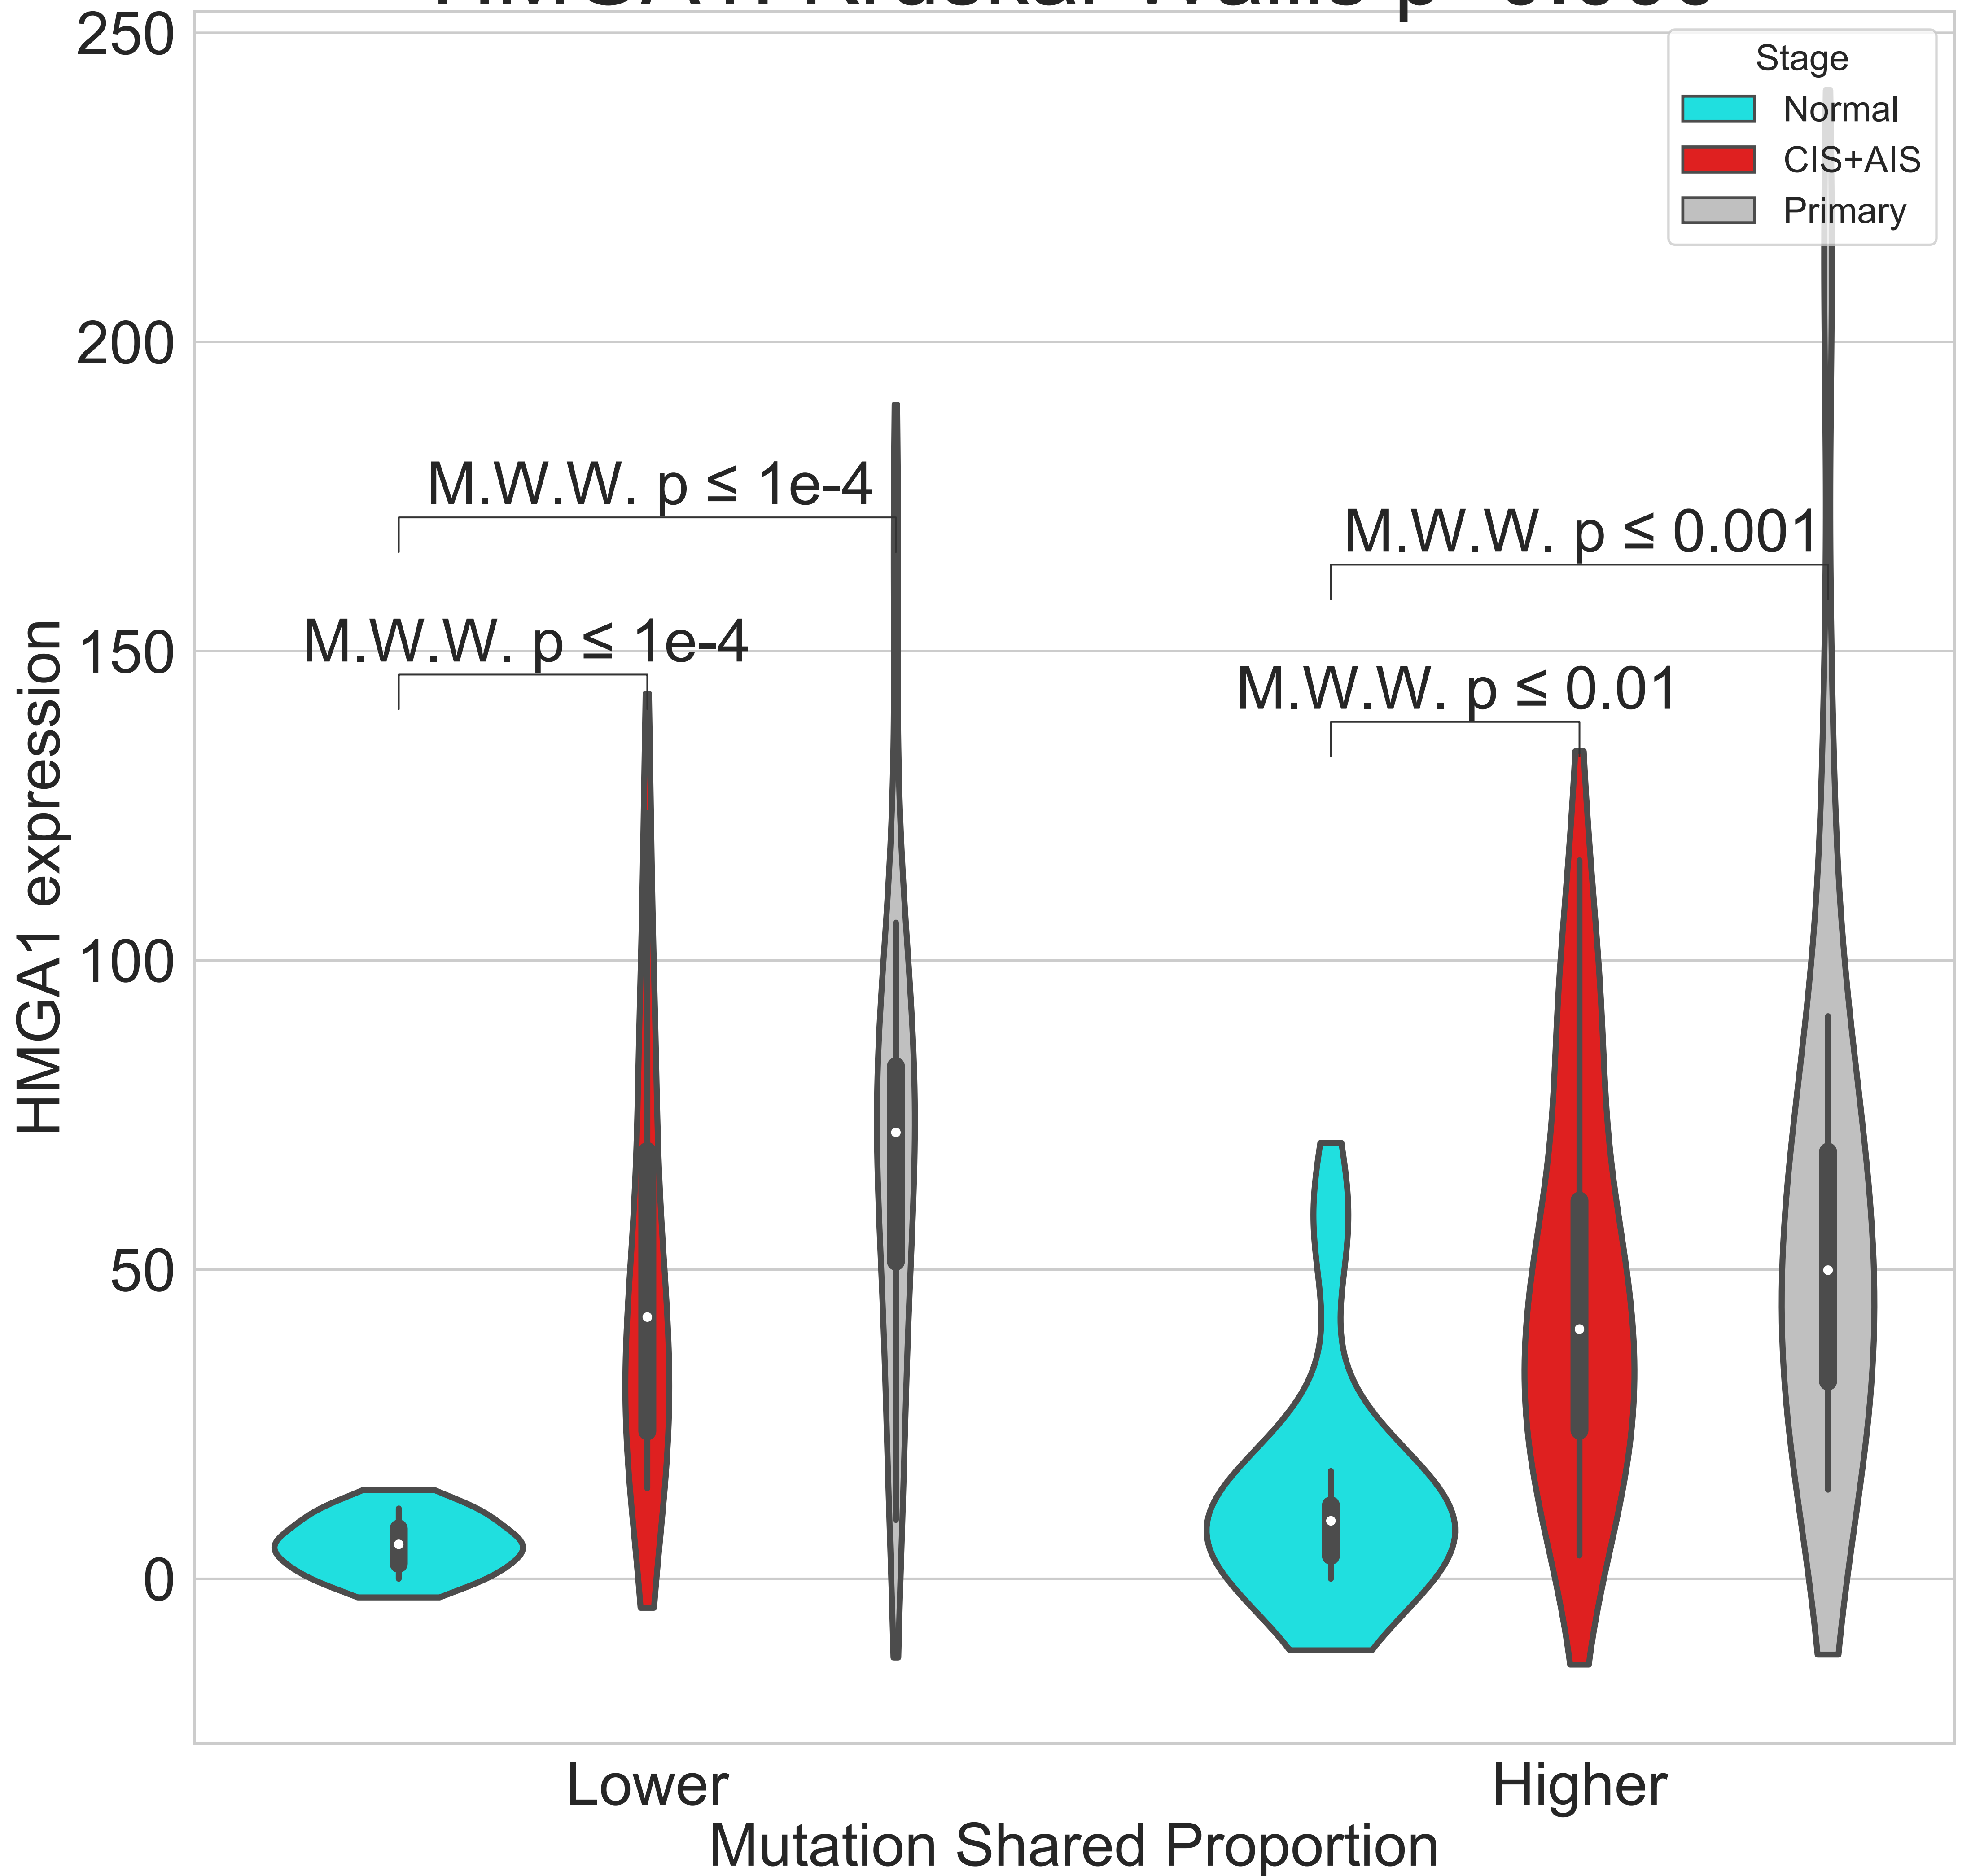 250
200
150
100
50
0
HMGA1 expression
Stage
Normal
CIS+AIS
Primary
M.W.W. p ≤ 1e-4
M.W.W. p ≤ 0.001
M.W.W. p ≤ 1e-4
M.W.W. p ≤ 0.01
Lower
Higher
Mutation Shared Proportion